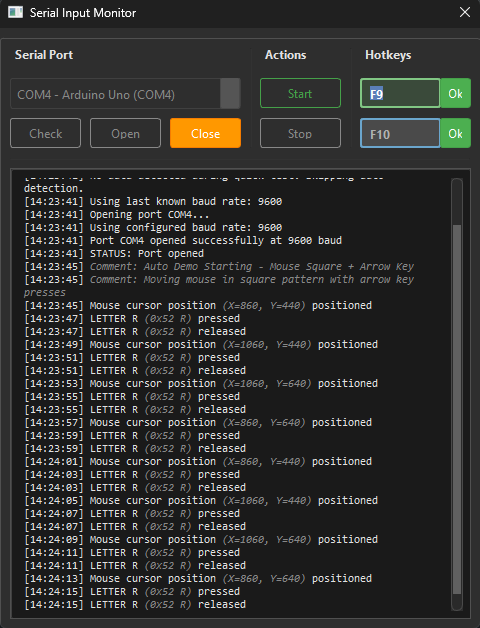 Serial Input Monitor
Serial Port
Actions
Hotkeys
COM4 - Arduino Uno (COM4)
Start
F9
Ok
Check
Open
Close
Stop
F10
Ok
detection.
[14:23:41] Using last known baud rate: 9600
[14:23:41] Opening port COM4...
[14:23:41] Using configured baud rate: 9600
[14:23:41] Port COM4 opened successfully at 9600 baud
[14:23:41] STATUS: Port opened
[14:23:45] Comment: Auto Demo Starting - Mouse Square + Arrow Key
[14:23:45] Comment: Moving mouse in square pattern with arrow key
presses
[14:23:45] Mouse cursor position (X=860, Y=440) positioned
[14:23:47] LETTER R (0x52 R) pressed
[14:23:47] LETTER R (0x52 R) released
[14:23:49] Mouse cursor position (X=1060, Y=440) positioned
[14:23:51] LETTER R (0x52 R) pressed
[14:23:51] LETTER R (0x52 R) released
[14:23:53] Mouse cursor position (X=1060, Y=640) positioned
[14:23:55] LETTER R (0x52 R) pressed
[14:23:55] LETTER R (0x52 R) released
[14:23:57] Mouse cursor position (X=860, Y=640) positioned
[14:23:59] LETTER R (0x52 R) pressed
[14:23:59] LETTER R (0x52 R) released
[14:24:01] Mouse cursor position (X=860, Y=440) positioned
[14:24:03] LETTER R (0x52 R) pressed
[14:24:03] LETTER R (0x52 R) released
[14:24:05] Mouse cursor position (X=1060, Y=440) positioned
[14:24:07] LETTER R (0x52 R) pressed
[14:24:07] LETTER R (0x52 R) released
[14:24:09] Mouse cursor position (X=1060, Y=640) positioned
[14:24:11] LETTER R (0x52 R) pressed
[14:24:11] LETTER R (0x52 R) released
[14:24:13] Mouse cursor position (X=860, Y=640) positioned
[14:24:15] LETTER R (0x52 R) pressed
[14:24:15] LETTER R (0x52 R) released